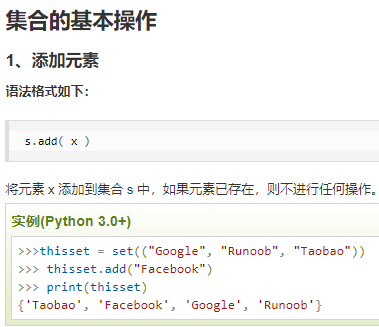 集合的基本操作
1、添加元素
语法格式如下：
s.add( x )
将元素 x 添加到集合 s 中，如果元素已存在，则不进行任何操作。
实例(Python 3.0+)
>>>thisset = set(("Google", "Runoob", "Taobao"))
>>> thisset.add("Facebook")
>>> print(thisset)
{'Taobao', 'Facebook', 'Google', 'Runoob'}